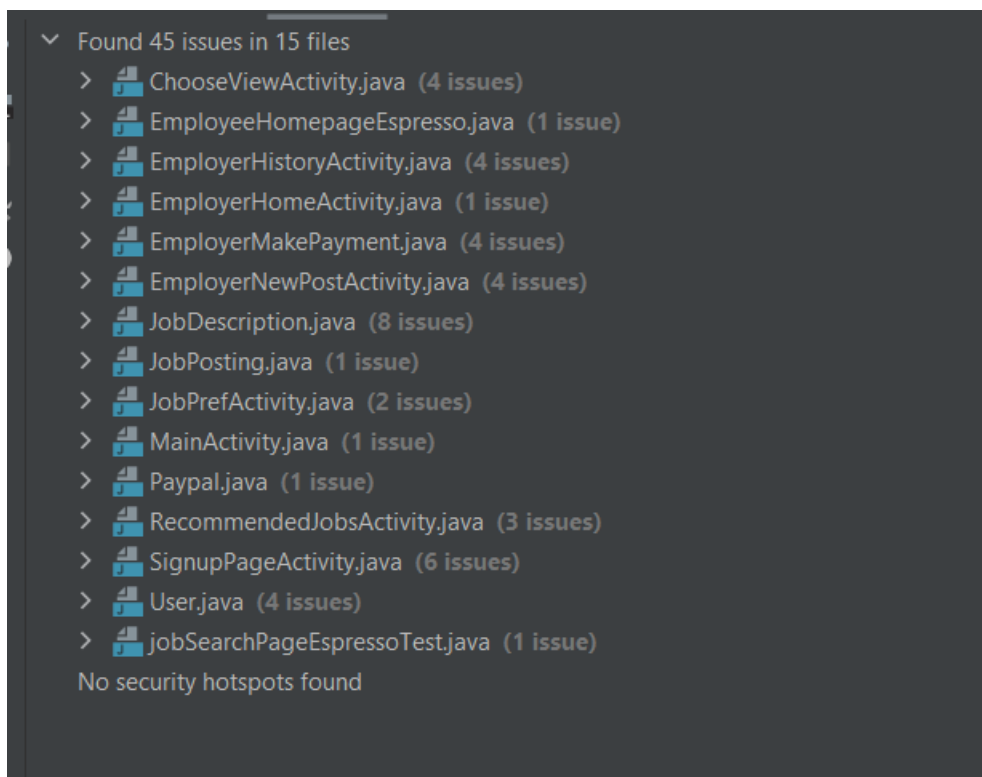 Found 45 issues in 15 files
ChooseViewActivity.java (4 issues)
EmployeeHomepageEspresso.java (1 issue)
EmployerHistoryActivity.java (4 issues)
EmployerHomeActivity.java (1 issue)
EmployerMakePayment.java (4 issues)
EmployerNewPostActivity.java (4 issues)
JobDescription.java (8 issues)
JobPosting.java (1 issue)
JobPrefActivity.java (2 issues)
MainActivity.java (1 issue)
Paypal.java (1 issue)
RecommendedJobsActivity.java (3 issues)
SignupPageActivity.java (6 issues)
User.java (4 issues)
jobSearchPageEspressoTest.java (1 issue)
No security hotspots found